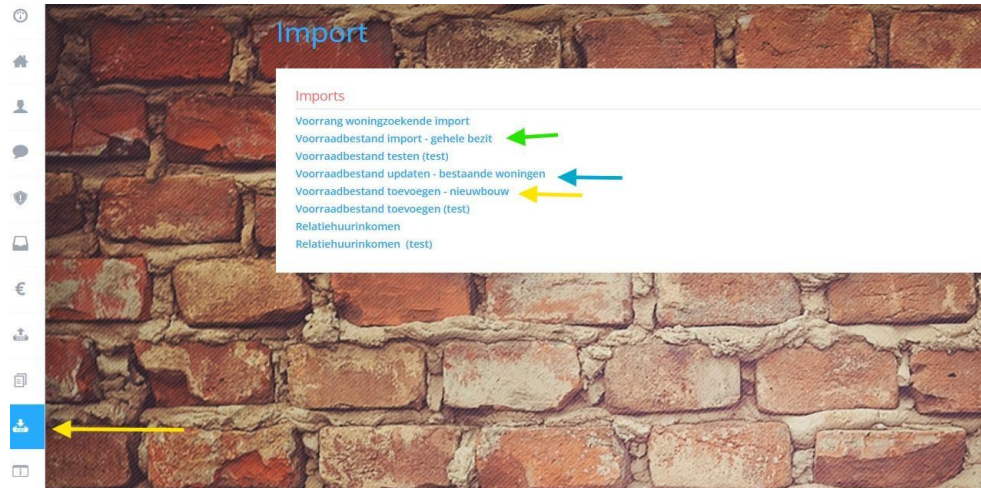 Import
Imports
Voorrang woningzoekende import
Voorraadbestand import - gehele bezit
Voorraadbestand testen (test)
Voorraadbestand updaten - bestaande woningen
Voorraadbestand toevoegen - nieuwbouw
Voorraadbestand toevoegen (test)
Relatiehuurinkomen
Relatiehuurinkomen (test)
€